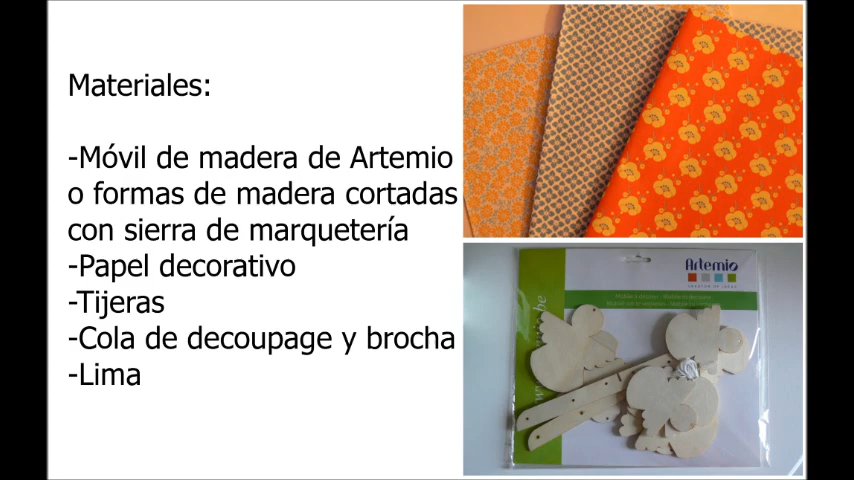 Materiales:
-Móvil de madera de Artemio
o formas de madera cortadas
con sierra de marquetería
-Papel decorativo
-Tijeras
-Cola de decoupage y brocha
-Lima
Artemio